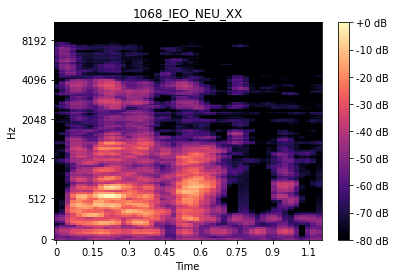 1068_IEO_NEU_XX
8192
4096
2048
1024
512
0
Hz
0 0.15 0.3 0.45 0.6 0.75 0.9 1.1
Time
+0 dB
-10 dB
-20 dB
-30 dB
-40 dB
-50 dB
-60 dB
-70 dB
-80 dB